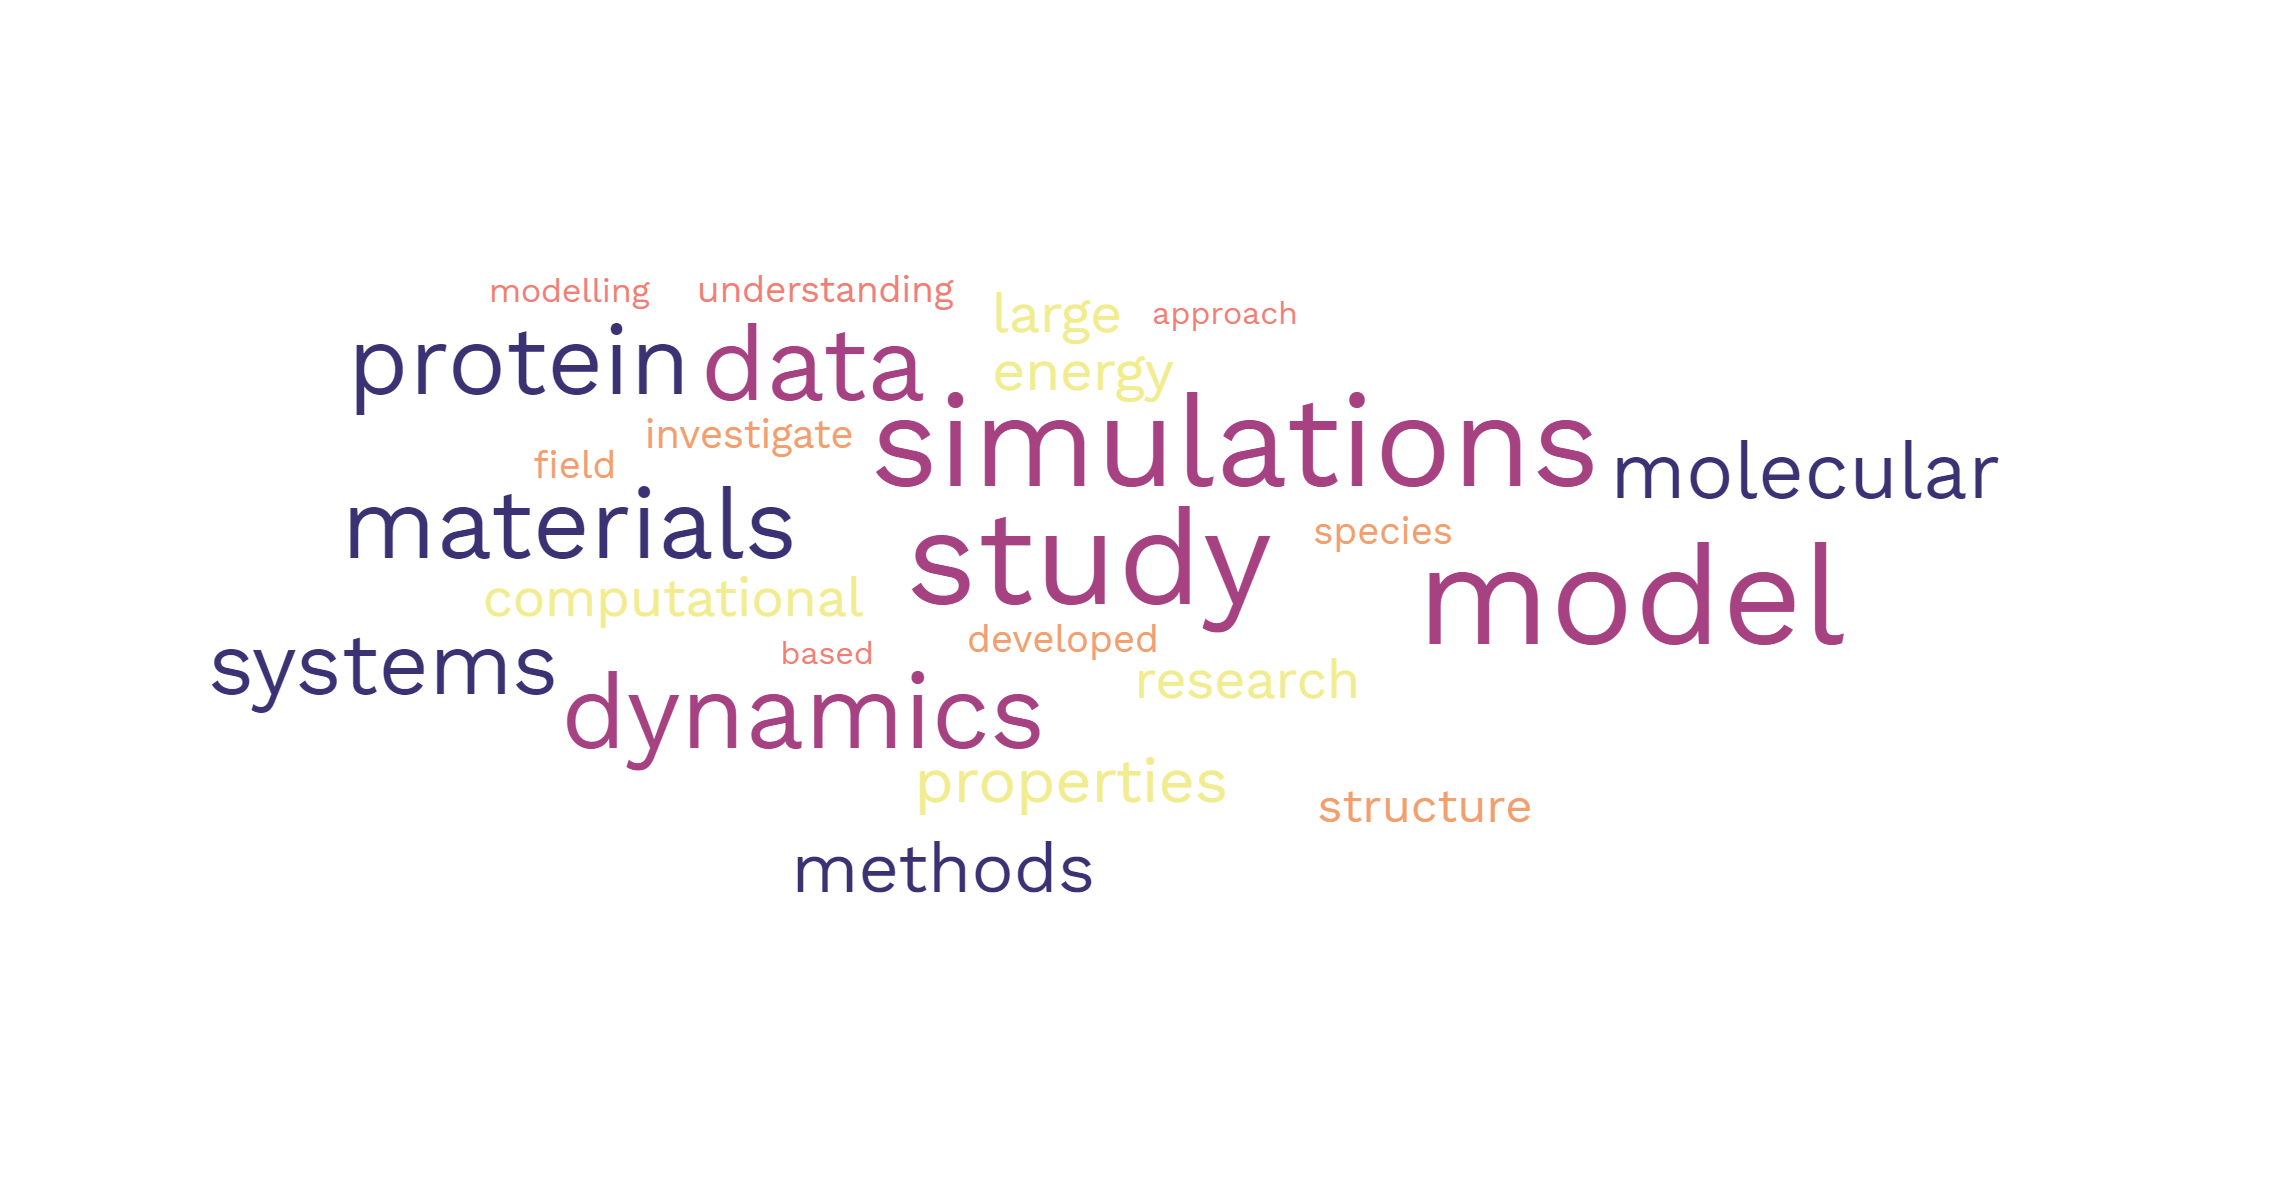 modelling
understanding
large
approach
protein
data
energy
simulations
investigate
field
molecular
materials
study
species
model
computational
systems
based
developed
research
dynamics
properties
structure
methods